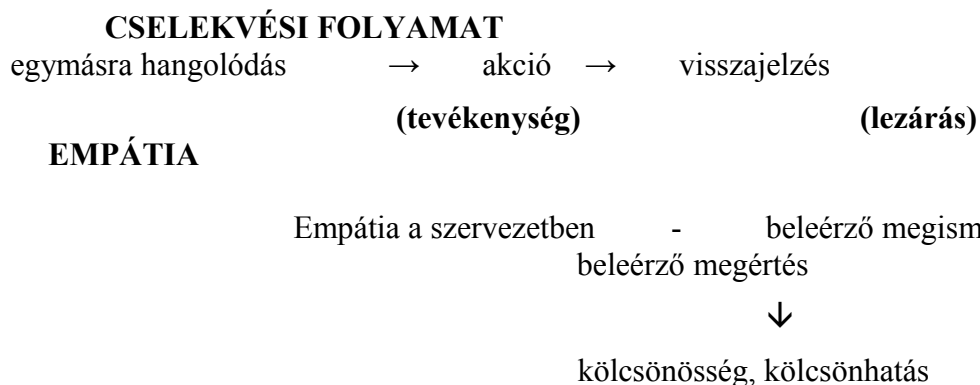 CSELEKVÉSI FOLYAMAT
egymásra hangolódás → akció → visszajelzés
(tevékenység) (lezárás)
EMPÁTIA
Empátia a szervezetben - beleérző
beleérző megértés
↓
kölcsönösség, kölcsönhatás